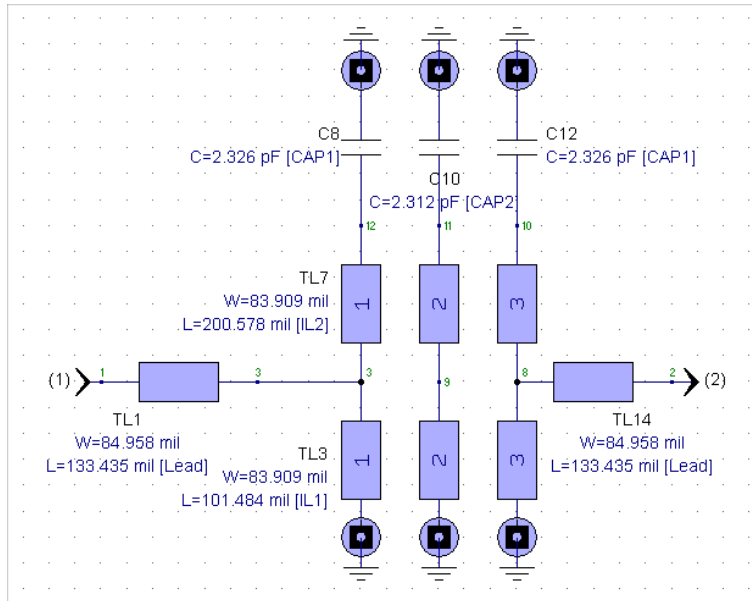 C8
C=2.326 pF [CAP1]
C12
C=2.326 pF [CAP1]
C10
C=2.312 pF [CAP2]
12
11
10
TL7
W=83.909 mil
L=200.578 mil [IL2]
1
2
3
(1)
1
3
3
9
8
2
(2)
TL1
W=84.958 mil
L=133.435 mil [Lead]
TL3
W=83.909 mil
L=101.484 mil [IL1]
1
2
3
TL14
W=84.958 mil
L=133.435 mil [Lead]